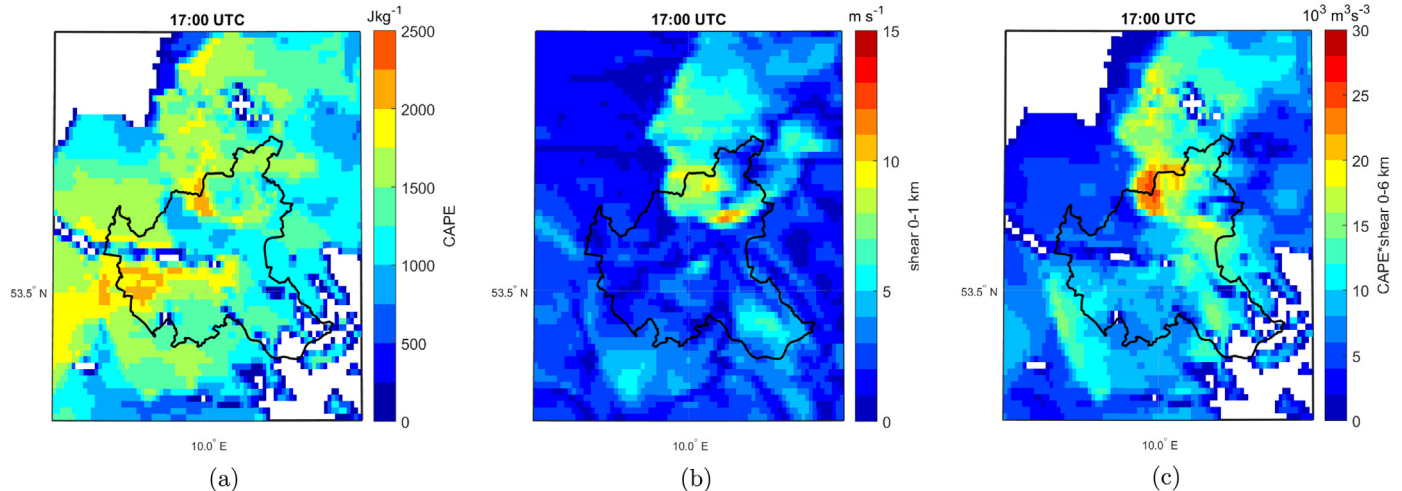 17:00 UTC
Jkg⁻¹
2500
2000
1500
1000
500
0
CAPE
53.5° N
10.0° E
(a)
17:00 UTC
m s⁻¹
15
10
5
0
shear 0-1 km
53.5° N
10.0° E
(b)
17:00 UTC
10³ m³s⁻³
30
25
20
15
10
5
0
CAPE*shear 0-6 km
53.5° N
10.0° E
(c)